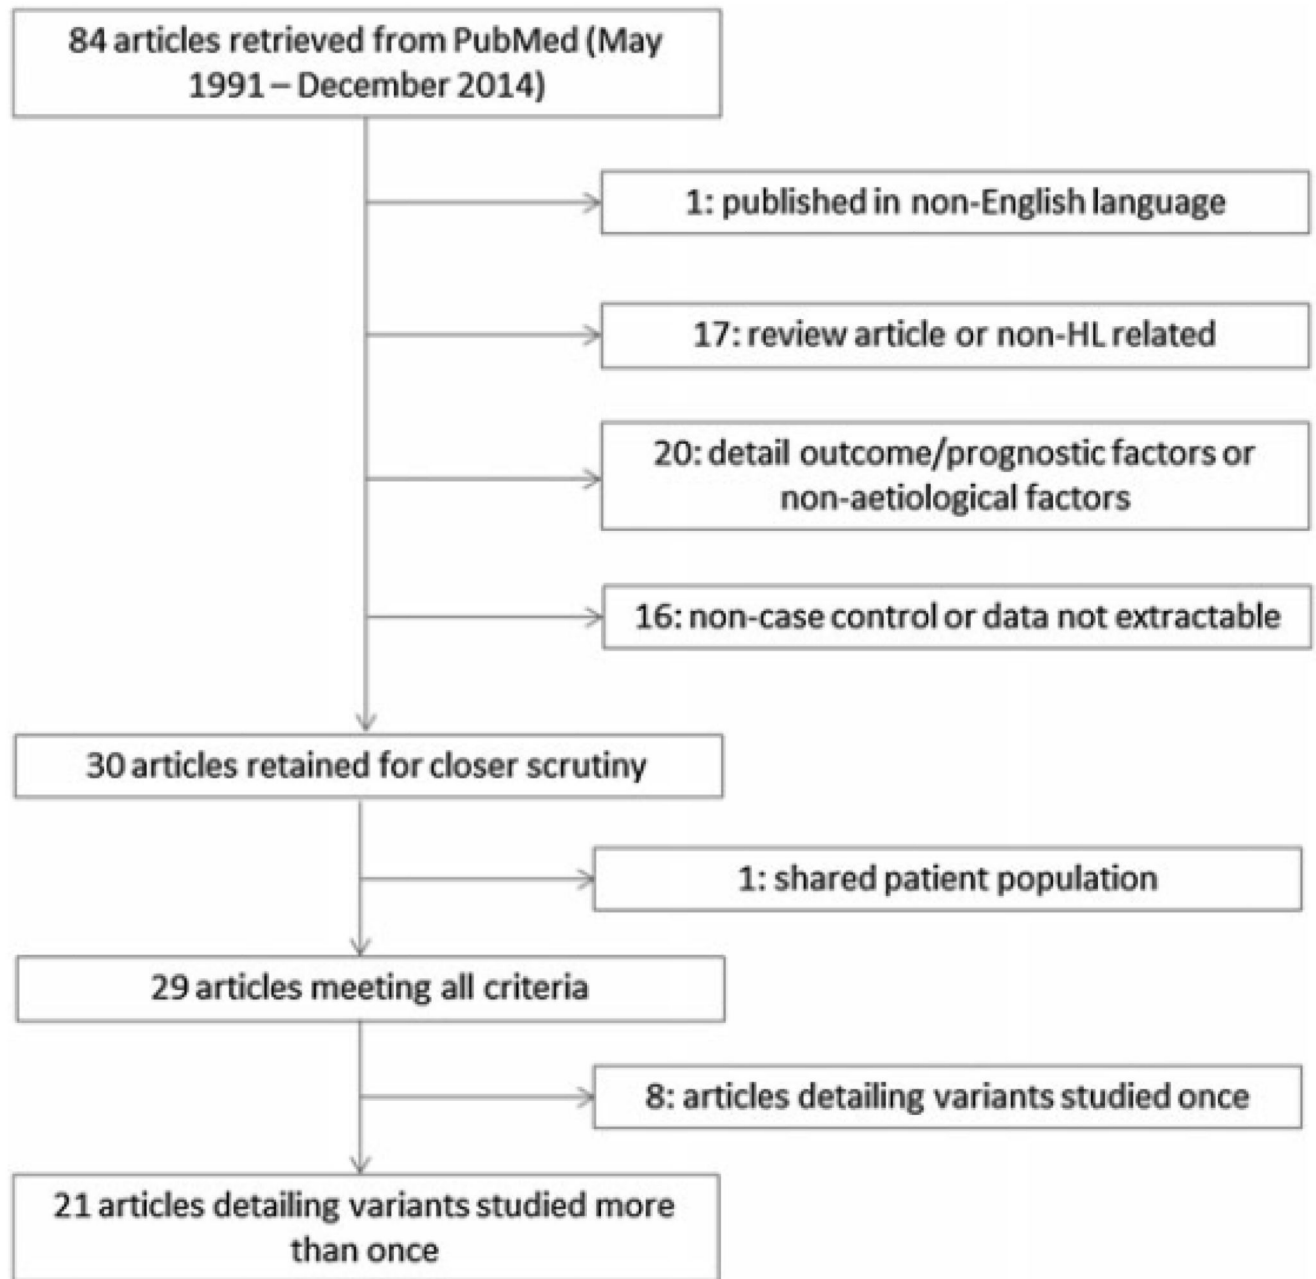 84 articles retrieved from PubMed (May
1991 – December 2014)
1: published in non-English language
17: review article or non-HL related
20: detail outcome/prognostic factors or
non-aetiological factors
16: non-case control or data not extractable
30 articles retained for closer scrutiny
1: shared patient population
29 articles meeting all criteria
8: articles detailing variants studied once
21 articles detailing variants studied more
than once